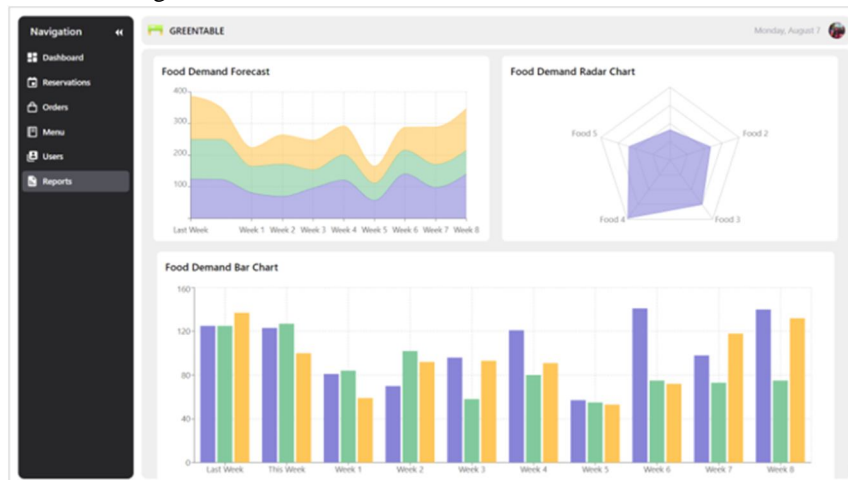 Navigation
Dashboard
Reservations
Orders
Menu
Users
Reports
GREENTABLE
Monday, August 7
Food Demand Forecast
400
300
200
100
Last Week Week 1 Week 2 Week 3 Week 4 Week 5 Week 6 Week 7 Week 8
Food Demand Radar Chart
Food 5
Food 2
Food 4
Food 3
Food Demand Bar Chart
160
120
80
40
0
Last Week This Week Week 1 Week 2 Week 3 Week 4 Week 5 Week 6 Week 7 Week 8